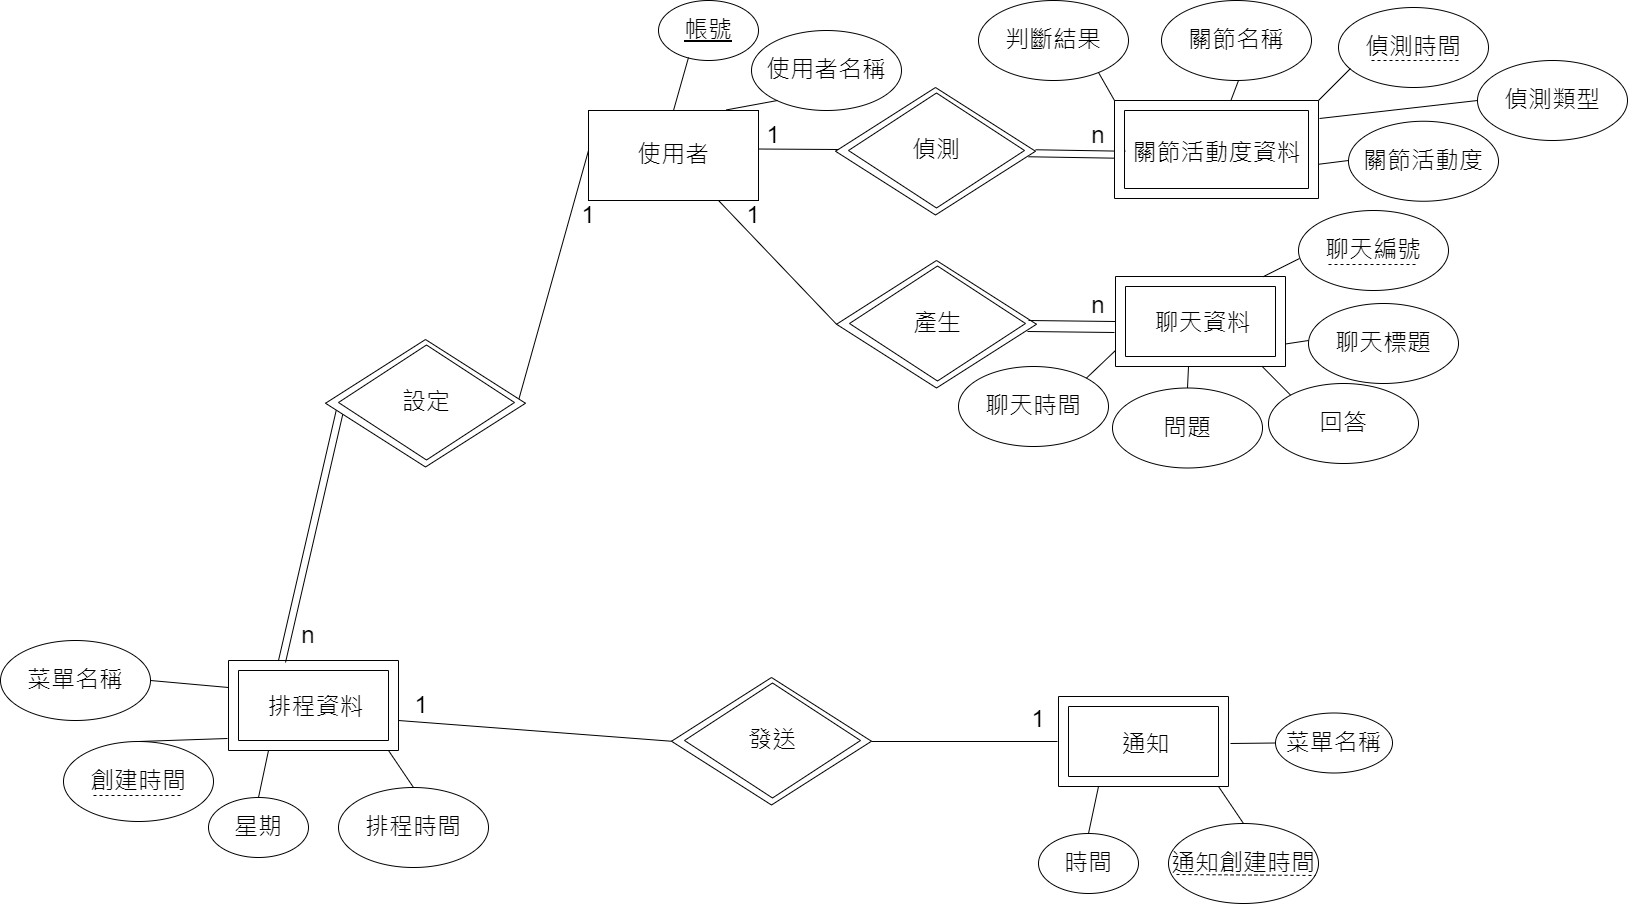 帳號
使用者名稱
判斷結果
關節名稱
偵測時間
偵測類型
使用者
1
偵測
n
關節活動度資料
關節活動度
1
1
聊天編號
產生
n
聊天資料
聊天標題
聊天時間
問題
回答
設定
n
菜單名稱
排程資料
1
發送
1
通知
菜單名稱
創建時間
星期
排程時間
時間
通知創建時間